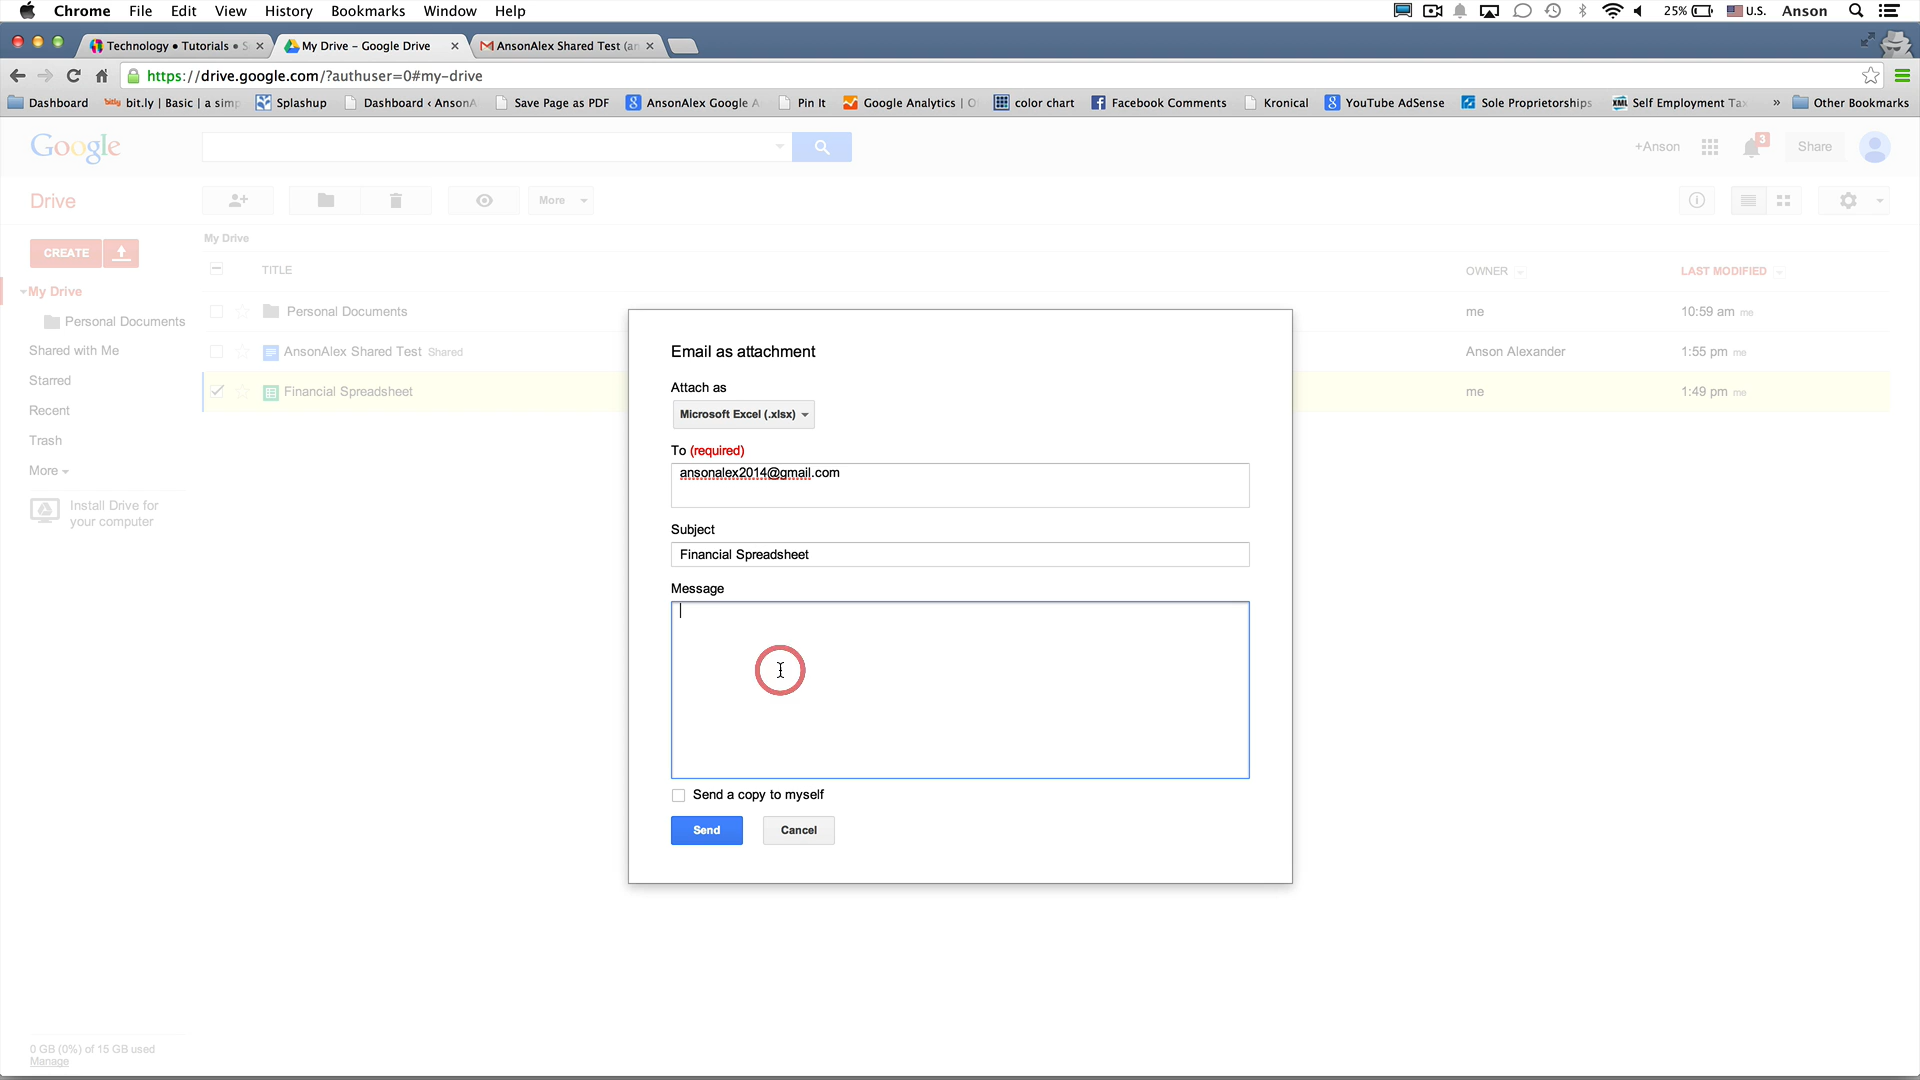 Chrome File Edit View History Bookmarks Window Help 25% U.S. Anson
Technology • Tutorials • My Drive – Google Drive AnsonAlex Shared Test
https://drive.google.com/?authuser=0#my-drive
Dashboard bitly bit.ly | Basic | a Splashup Dashboard ‹ Save Page as PDF AnsonAlex Google Pin It Google Analytics | color chart Facebook Comments Kronical YouTube AdSense Sole Proprietorships XML Self Employment » Other Bookmarks
Google +Anson 3 Share
Drive More
My Drive
CREATE
TITLE OWNER LAST MODIFIED
My Drive
Personal Documents me 10:59 am me
Personal Documents
Shared with Me
AnsonAlex Shared Test Shared Anson Alexander 1:55 pm me
Starred
Financial Spreadsheet me 1:49 pm me
Recent
Trash
More
Install Drive for
your computer
Email as attachment
Attach as
Microsoft Excel (.xlsx)
To (required)
ansonalex2014@gmail.com
Subject
Financial Spreadsheet
Message
Send a copy to myself
Send Cancel
0 GB (0%) of 15 GB used
Manage